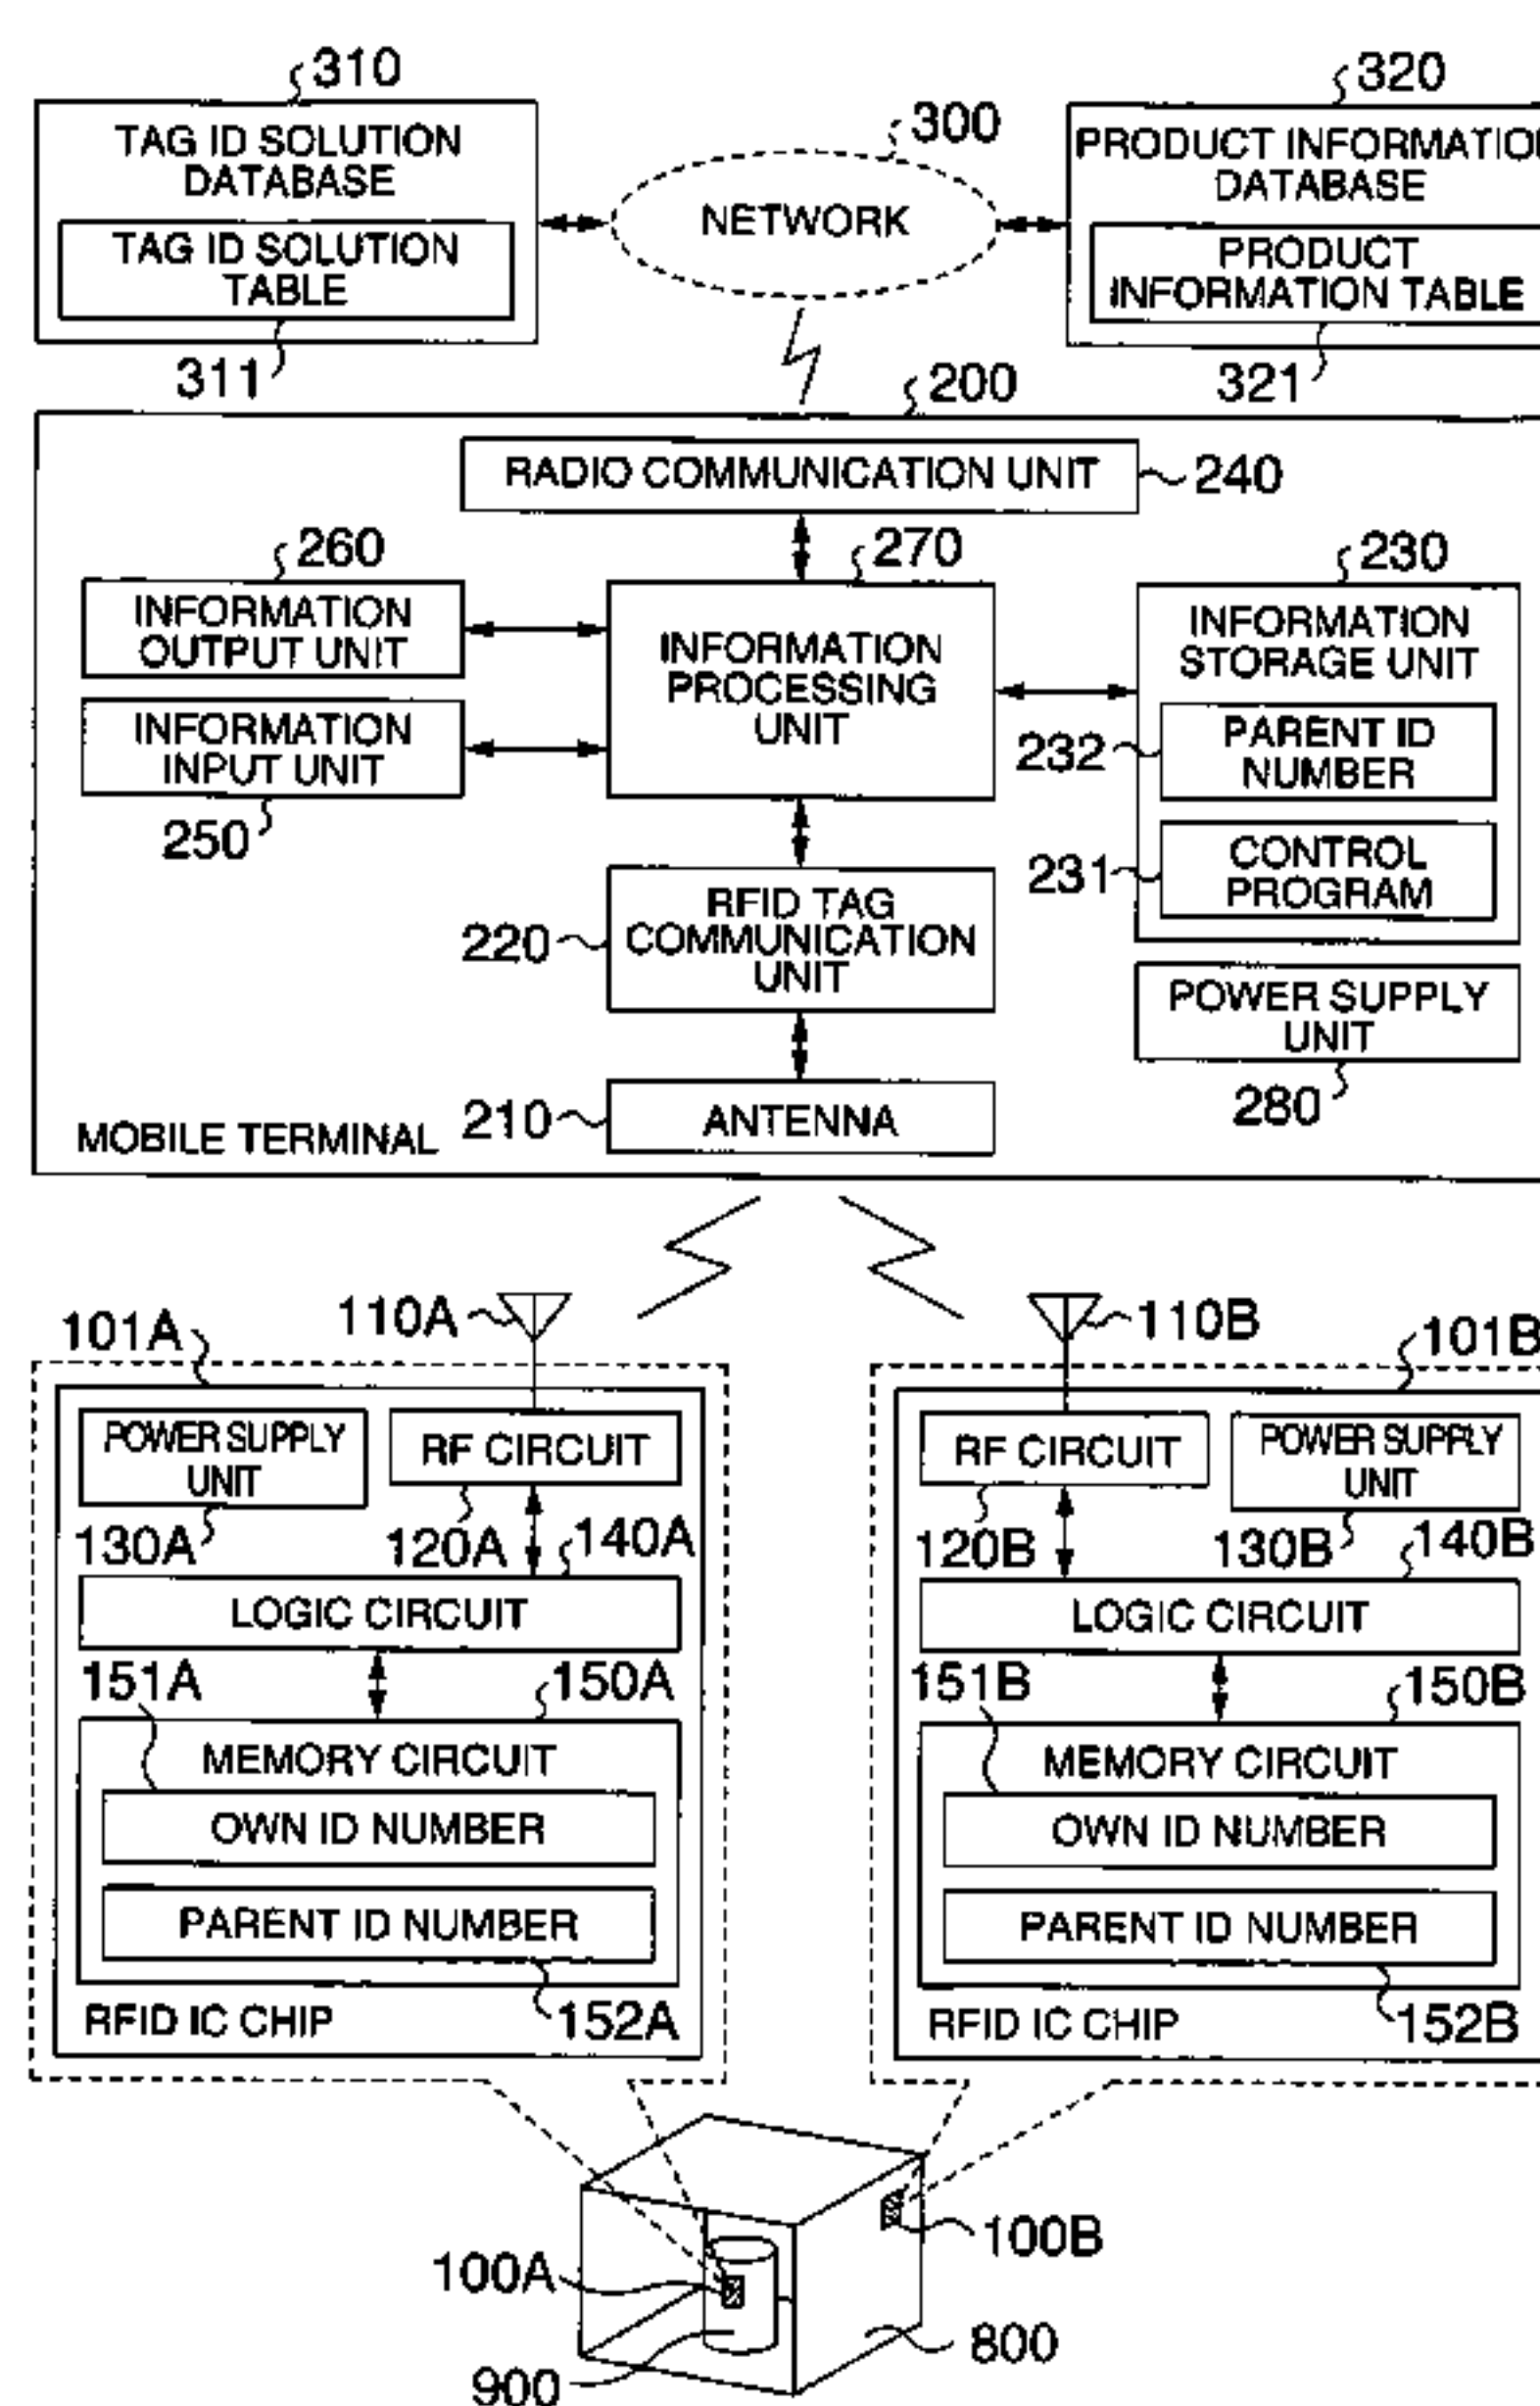 310
320
300
TAG ID SOLUTION
DATABASE
NETWORK
PRODUCT INFORMATIO
DATABASE
TAG ID SOLUTION
TABLE
PRODUCT
INFORMATION TABLE
311
321
200
RADIO COMMUNICATION UNIT
240
260
270
230
INFORMATION
OUTPUT UNIT
INFORMATION
PROCESSING
UNIT
INFORMATION
STORAGE UNIT
INFORMATION
INPUT UNIT
250
232
PARENT ID
NUMBER
231
CONTROL
PROGRAM
220
RFID TAG
COMMUNICATION
UNIT
POWER SUPPLY
UNIT
280
MOBILE TERMINAL
210
ANTENNA
101A
110A
110B
101B
POWER SUPPLY
UNIT
RF CIRCUIT
RF CIRCUIT
POWER SUPPLY
UNIT
130A
120A
140A
120B
130B
140B
LOGIC CIRCUIT
LOGIC CIRCUIT
151A
150A
151B
150B
MEMORY CIRCUIT
MEMORY CIRCUIT
OWN ID NUMBER
OWN ID NUMBER
PARENT ID NUMBER
PARENT ID NUMBER
RFID IC CHIP
152A
RFID IC CHIP
152B
100B
100A
800
900